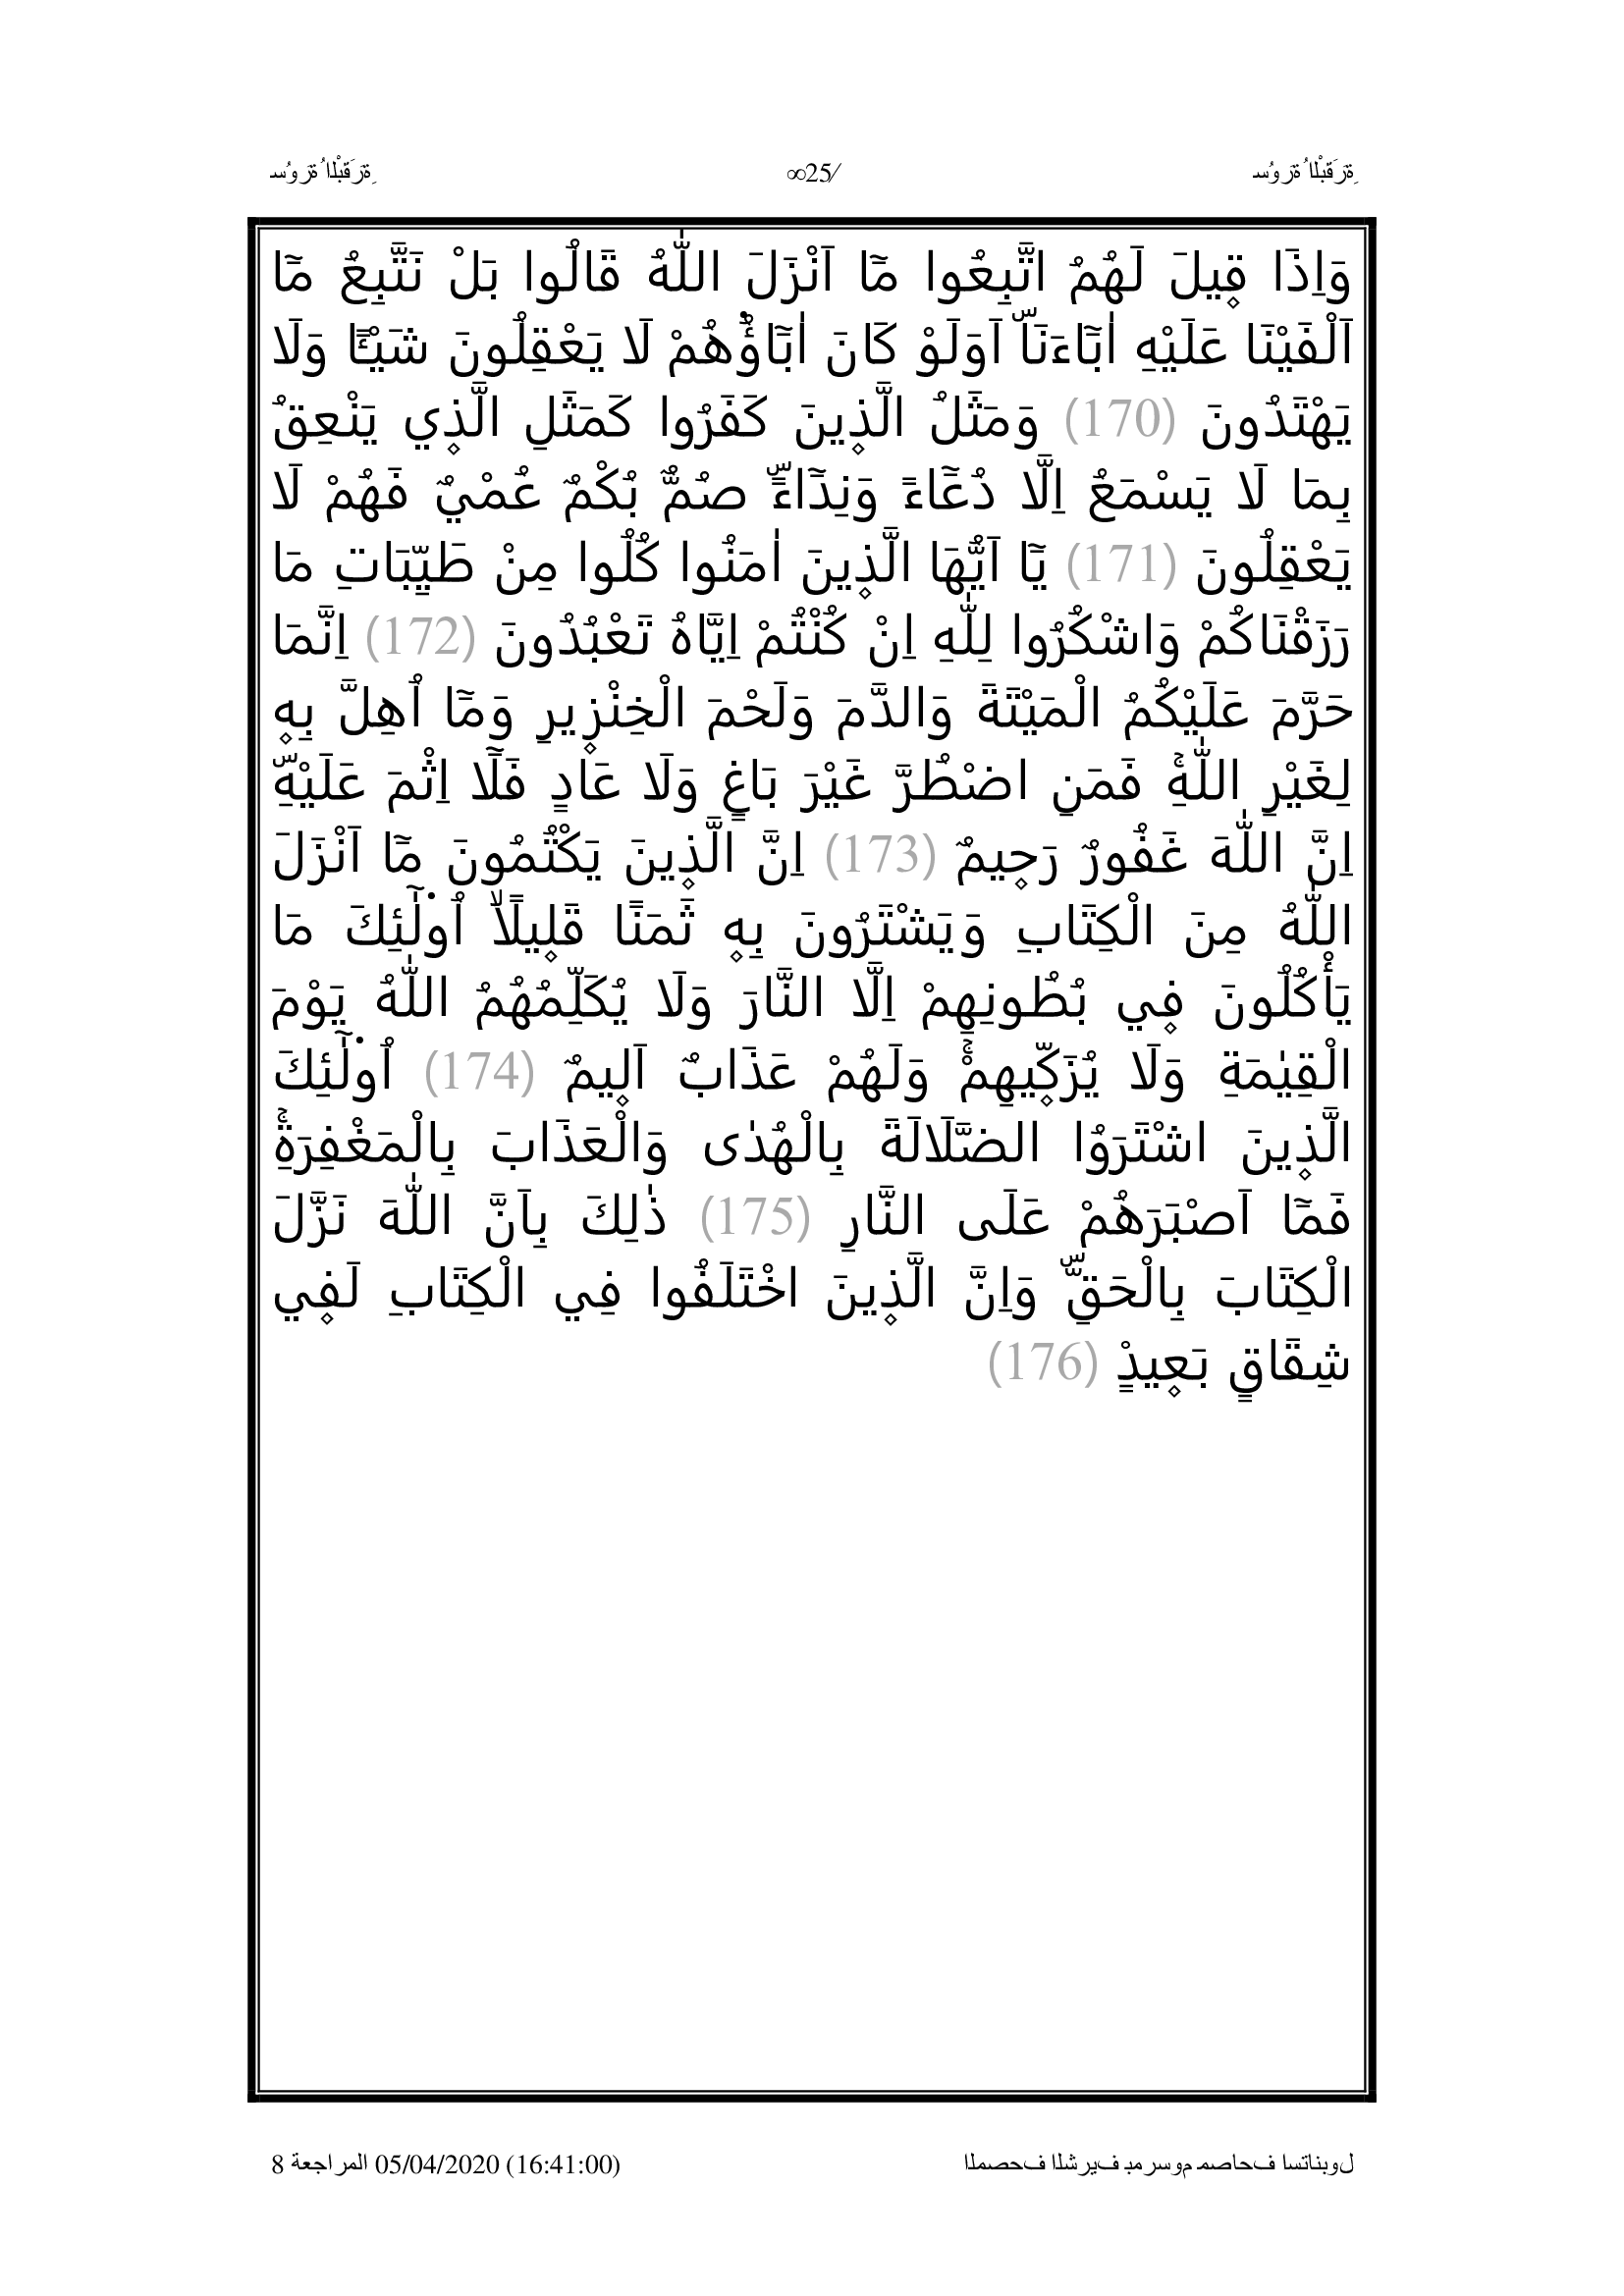 سُورَةُ الْبَقَرَةِ ∞25/ سُورَةُ الْبَقَرَةِ
وَاِذَا ق۪يلَ لَهُمُ اتَّبِعُوا مَٓا اَنْزَلَ اللّٰهُ قَالُوا بَلْ نَتَّبِعُ مَٓا
اَلْفَيْنَا عَلَيْهِ اٰبَٓاءَنَاۜ اَوَلَوْ كَانَ اٰبَٓاؤُ۬هُمْ لَا يَعْقِلُونَ شَيْـًٔا وَلَا
يَهْتَدُونَ (170) وَمَثَلُ الَّذ۪ينَ كَفَرُوا كَمَثَلِ الَّذ۪ي يَنْعِقُ
بِمَا لَا يَسْمَعُ اِلَّا دُعَٓاءً وَنِدَٓاءًۜ صُمٌّ بُكْمٌ عُمْيٌ فَهُمْ لَا
يَعْقِلُونَ (171) يَٓا اَيُّهَا الَّذ۪ينَ اٰمَنُوا كُلُوا مِنْ طَيِّبَاتِ مَا
رَزَقْنَاكُمْ وَاشْكُرُوا لِلّٰهِ اِنْ كُنْتُمْ اِيَّاهُ تَعْبُدُونَ (172) اِنَّمَا
حَرَّمَ عَلَيْكُمُ الْمَيْتَةَ وَالدَّمَ وَلَحْمَ الْخِنْز۪يرِ وَمَٓا اُهِلَّ بِه۪
لِغَيْرِ اللّٰهِۚ فَمَنِ اضْطُرَّ غَيْرَ بَاغٍ وَلَا عَادٍ فَلَٓا اِثْمَ عَلَيْهِۜ
اِنَّ اللّٰهَ غَفُورٌ رَح۪يمٌ (173) اِنَّ الَّذ۪ينَ يَكْتُمُونَ مَٓا اَنْزَلَ
اللّٰهُ مِنَ الْكِتَابِ وَيَشْتَرُونَ بِه۪ ثَمَنًا قَل۪يلًاۙ اُو۬لٰٓئِكَ مَا
يَأْكُلُونَ ف۪ي بُطُونِهِمْ اِلَّا النَّارَ وَلَا يُكَلِّمُهُمُ اللّٰهُ يَوْمَ
الْقِيٰمَةِ وَلَا يُزَكّ۪يهِمْۚ وَلَهُمْ عَذَابٌ اَل۪يمٌ (174) اُو۬لٰٓئِكَ
الَّذ۪ينَ اشْتَرَوُا الضَّلَالَةَ بِالْهُدٰى وَالْعَذَابَ بِالْمَغْفِرَةِۚ
فَمَٓا اَصْبَرَهُمْ عَلَى النَّارِ (175) ذٰلِكَ بِاَنَّ اللّٰهَ نَزَّلَ
الْكِتَابَ بِالْحَقِّۜ وَاِنَّ الَّذ۪ينَ اخْتَلَفُوا فِي الْكِتَابِ لَف۪ي
شِقَاقٍ بَع۪يدٍْ (176)
المصحف الشريف برسوم مصاحف استانبول المراجعة 8 05/04/2020 (16:41:00)